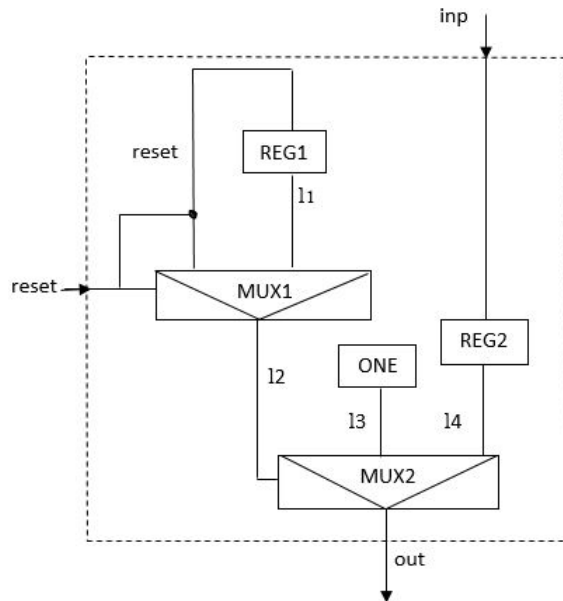 inp
reset
REG1
l1
reset
MUX1
REG2
l2
ONE
l3
l4
MUX2
out